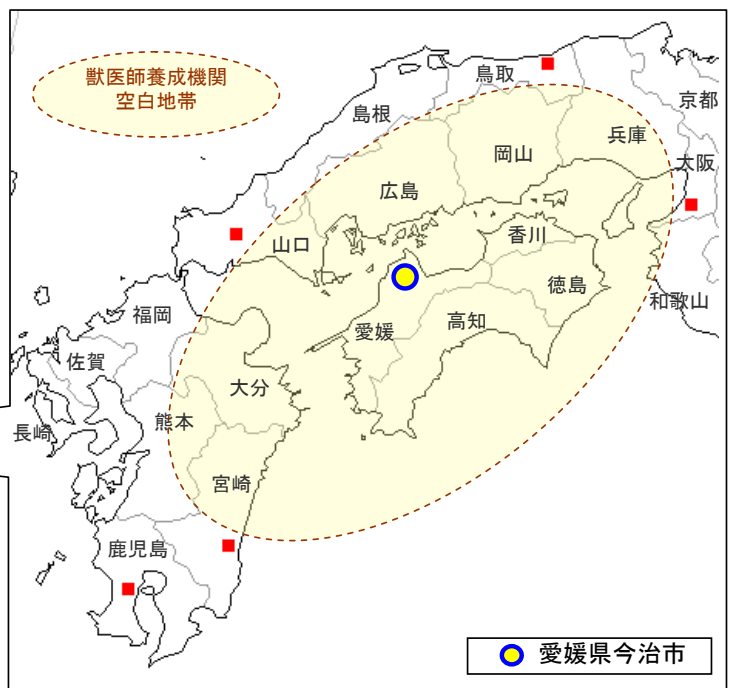 獣医師養成機関
空白地帯
鳥取
京都
島根
兵庫
岡山
大阪
広島
山口
香川
徳島
和歌山
福岡
愛媛
高知
佐賀
大分
熊本
長崎
宮崎
鹿児島
愛媛県今治市